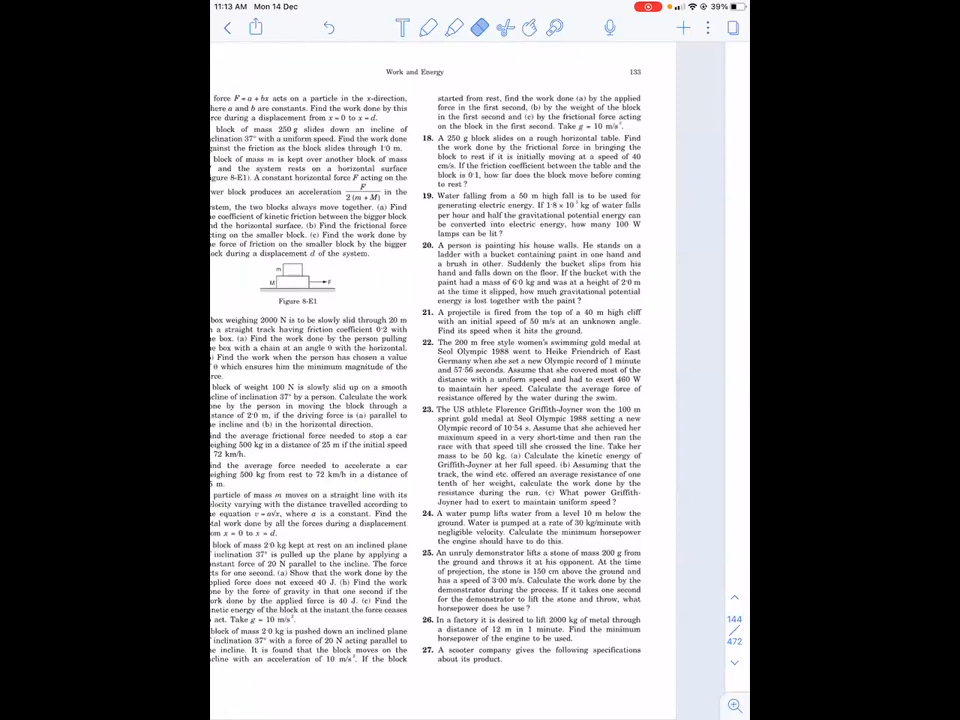 11:13 AM Mon 14 Dec
39%
Work and Energy
133
force F = a + bx acts on a particle in the x-direction,
here a and b are constants. Find the work done by this
rce during a displacement from x = 0 to x = d.
block of mass 250 g slides down an incline of
clination 37° with a uniform speed. Find the work done
gainst the friction as the block slides through 1·0 m.
block of mass m is kept over another block of mass
and the system rests on a horizontal surface
igure 8-E1). A constant horizontal force F acting on the
wer block produces an acceleration F / 2 (m + M) in the
stem, the two blocks always move together. (a) Find
e coefficient of kinetic friction between the bigger block
nd the horizontal surface. (b) Find the frictional force
cting on the smaller block. (c) Find the work done by
e force of friction on the smaller block by the bigger
ock during a displacement d of the system.
m
M
F
Figure 8-E1
box weighing 2000 N is to be slowly slid through 20 m
n a straight track having friction coefficient 0·2 with
e box. (a) Find the work done by the person pulling
e box with a chain at an angle θ with the horizontal.
) Find the work when the person has chosen a value
f θ which ensures him the minimum magnitude of the
rce.
block of weight 100 N is slowly slid up on a smooth
cline of inclination 37° by a person. Calculate the work
one by the person in moving the block through a
stance of 2·0 m, if the driving force is (a) parallel to
e incline and (b) in the horizontal direction.
ind the average frictional force needed to stop a car
eighing 500 kg in a distance of 25 m if the initial speed
72 km/h.
ind the average force needed to accelerate a car
eighing 500 kg from rest to 72 km/h in a distance of
m.
particle of mass m moves on a straight line with its
elocity varying with the distance travelled according to
e equation v = a√x, where a is a constant. Find the
tal work done by all the forces during a displacement
om x = 0 to x = d.
block of mass 2·0 kg kept at rest on an inclined plane
f inclination 37° is pulled up the plane by applying a
onstant force of 20 N parallel to the incline. The force
cts for one second. (a) Show that the work done by the
pplied force does not exceed 40 J. (b) Find the work
one by the force of gravity in that one second if the
ork done by the applied force is 40 J. (c) Find the
netic energy of the block at the instant the force ceases
act. Take g = 10 m/s².
block of mass 2·0 kg is pushed down an inclined plane
f inclination 37° with a force of 20 N acting parallel to
e incline. It is found that the block moves on the
cline with an acceleration of 10 m/s². If the block
started from rest, find the work done (a) by the applied
force in the first second, (b) by the weight of the block
in the first second and (c) by the frictional force acting
on the block in the first second. Take g = 10 m/s².
18. A 250 g block slides on a rough horizontal table. Find
the work done by the frictional force in bringing the
block to rest if it is initially moving at a speed of 40
cm/s. If the friction coefficient between the table and the
block is 0·1, how far does the block move before coming
to rest ?
19. Water falling from a 50 m high fall is to be used for
generating electric energy. If 1·8 × 10⁵ kg of water falls
per hour and half the gravitational potential energy can
be converted into electric energy, how many 100 W
lamps can be lit ?
20. A person is painting his house walls. He stands on a
ladder with a bucket containing paint in one hand and
a brush in other. Suddenly the bucket slips from his
hand and falls down on the floor. If the bucket with the
paint had a mass of 6·0 kg and was at a height of 2·0 m
at the time it slipped, how much gravitational potential
energy is lost together with the paint ?
21. A projectile is fired from the top of a 40 m high cliff
with an initial speed of 50 m/s at an unknown angle.
Find its speed when it hits the ground.
22. The 200 m free style women's swimming gold medal at
Seol Olympic 1988 went to Heike Friendrich of East
Germany when she set a new Olympic record of 1 minute
and 57·56 seconds. Assume that she covered most of the
distance with a uniform speed and had to exert 460 W
to maintain her speed. Calculate the average force of
resistance offered by the water during the swim.
23. The US athlete Florence Griffith-Joyner won the 100 m
sprint gold medal at Seol Olympic 1988 setting a new
Olympic record of 10·54 s. Assume that she achieved her
maximum speed in a very short-time and then ran the
race with that speed till she crossed the line. Take her
mass to be 50 kg. (a) Calculate the kinetic energy of
Griffith-Joyner at her full speed. (b) Assuming that the
track, the wind etc. offered an average resistance of one
tenth of her weight, calculate the work done by the
resistance during the run. (c) What power Griffith-
Joyner had to exert to maintain uniform speed ?
24. A water pump lifts water from a level 10 m below the
ground. Water is pumped at a rate of 30 kg/minute with
negligible velocity. Calculate the minimum horsepower
the engine should have to do this.
25. An unruly demonstrator lifts a stone of mass 200 g from
the ground and throws it at his opponent. At the time
of projection, the stone is 150 cm above the ground and
has a speed of 3·00 m/s. Calculate the work done by the
demonstrator during the process. If it takes one second
for the demonstrator to lift the stone and throw, what
horsepower does he use ?
26. In a factory it is desired to lift 2000 kg of metal through
a distance of 12 m in 1 minute. Find the minimum
horsepower of the engine to be used.
27. A scooter company gives the following specifications
about its product.
144
472